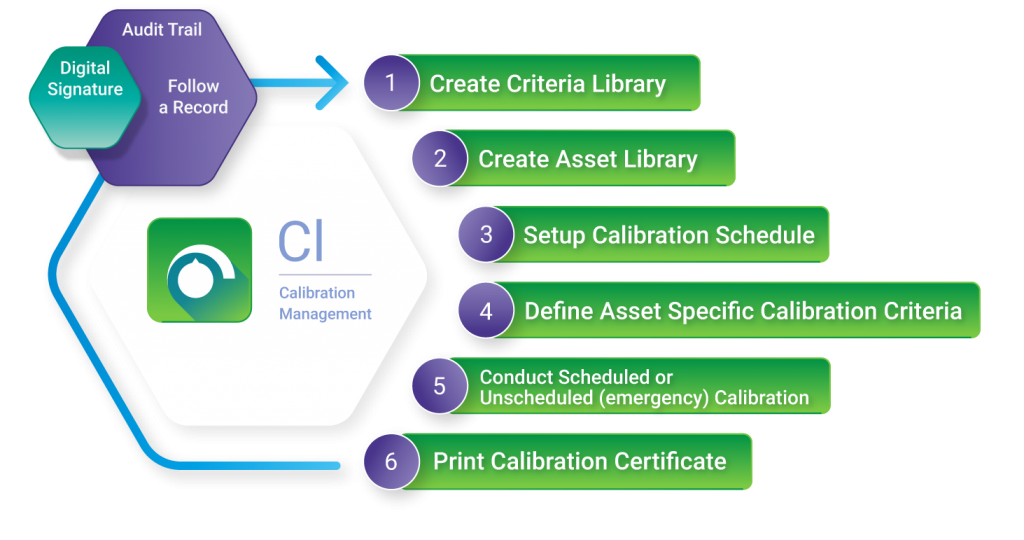 Audit Trail
Digital
Signature
Follow
a Record
1 Create Criteria Library
2 Create Asset Library
Cl
Calibration
Management
3 Setup Calibration Schedule
4 Define Asset Specific Calibration Criteria
5 Conduct Scheduled or
Unscheduled (emergency) Calibration
6 Print Calibration Certificate